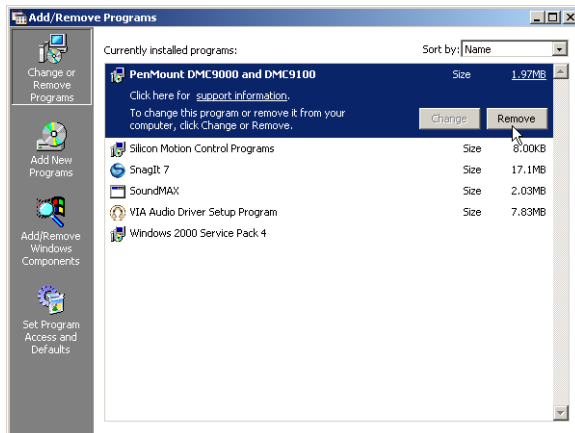 Add/Remove Programs
Change or
Remove
Programs
Add New
Programs
Add/Remove
Windows
Components
Set Program
Access and
Defaults
Currently installed programs:
Sort by: Name
PenMount DMC9000 and DMC9100 Size 1.97MB
Click here for support information.
To change this program or remove it from your
computer, click Change or Remove.
Change Remove
Silicon Motion Control Programs Size 8.00KB
SnagIt 7 Size 17.1MB
SoundMAX Size 2.03MB
VIA Audio Driver Setup Program Size 7.83MB
Windows 2000 Service Pack 4